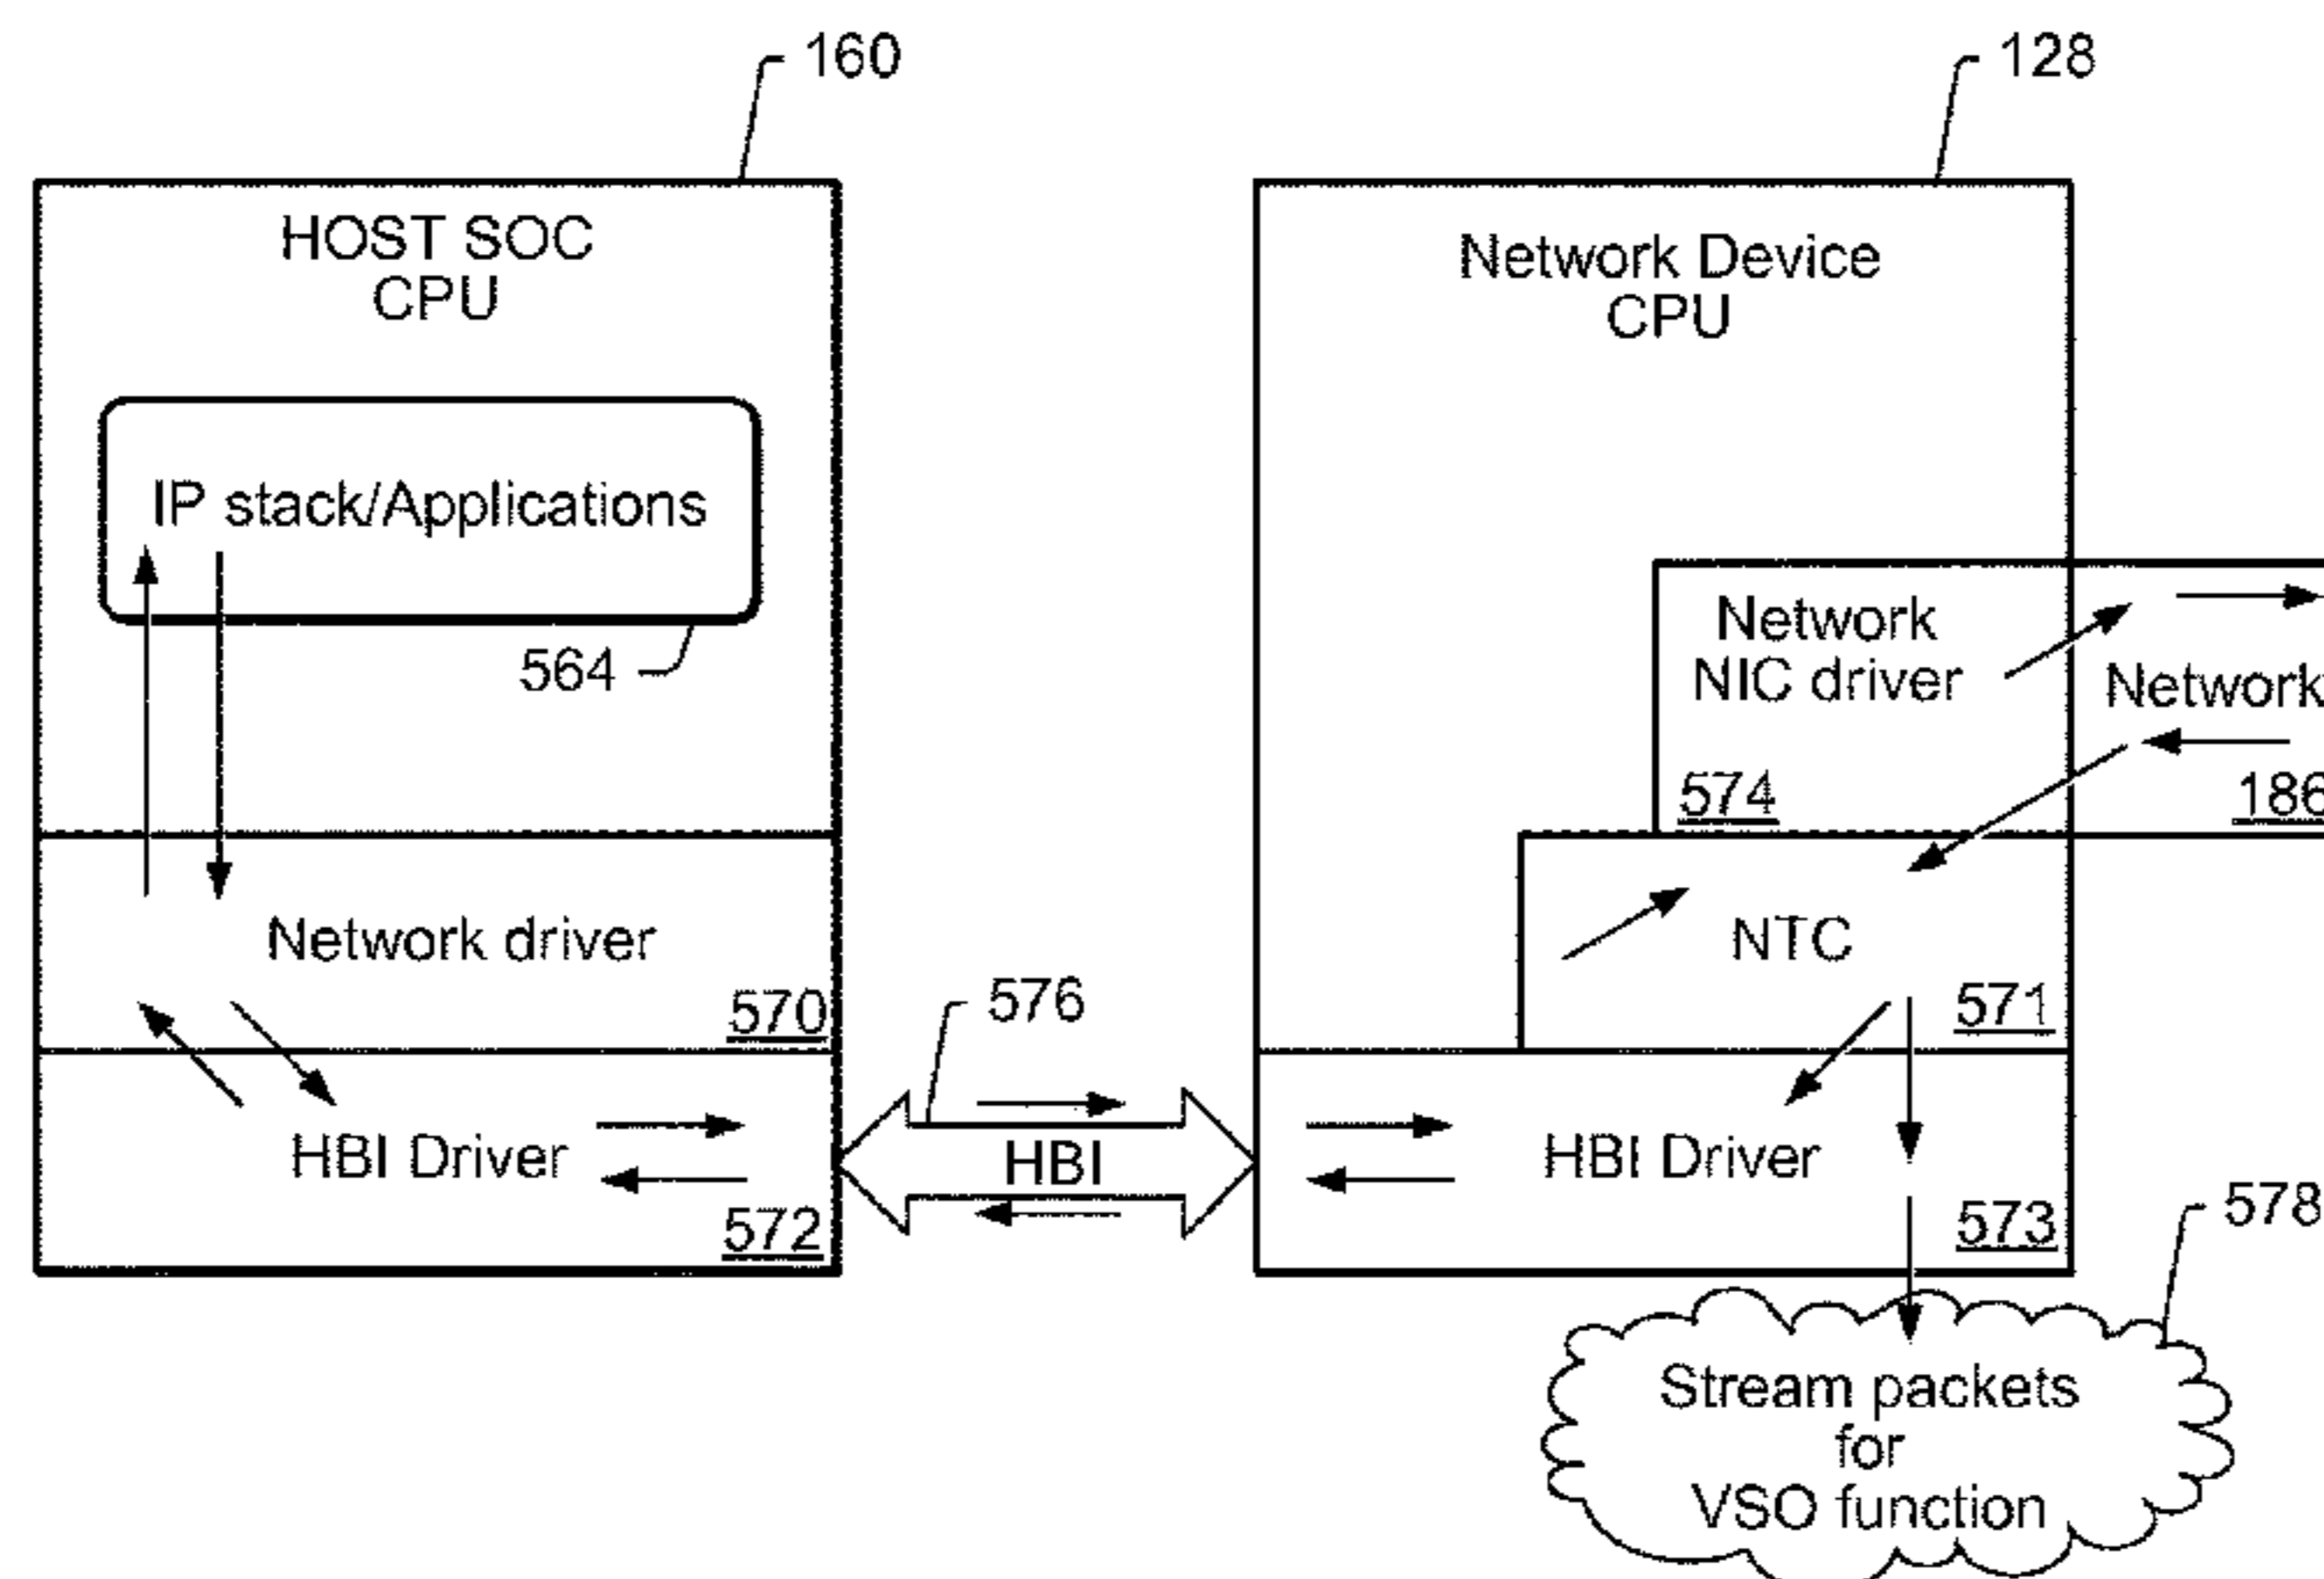 160
128
HOST SOC
CPU
Network Device
CPU
IP stack/Applications
564
Network
NIC driver
Network
574
186
Network driver
570
576
NTC
571
HBI Driver
572
HBI
HBI Driver
573
578
Stream packets
for
VSO function